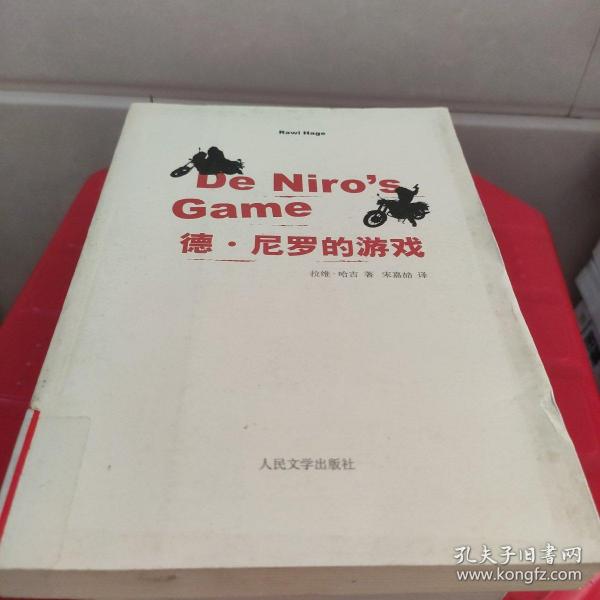 Rawi Hage
De Niro's
Game
德·尼罗的游戏
拉维·哈吉 著 宋嘉喆 译
人民文学出版社
孔夫子旧书网
www.kongfz.com